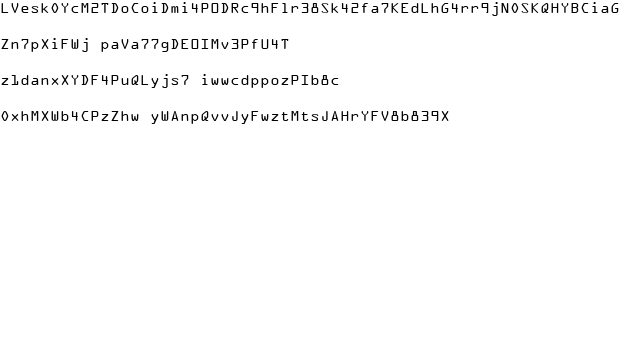 LVesk0YcM2TDoCoiDmi4PODRc9hFlr38Sk42fa7KEdLhG4rr9jN0SKQHYBCiaG
Zn7pXiFWj paVa77gDEOIMv3PfU4T
z1danxXYDF4PuQLyjs7 iwwcdppozPIb8c
0xhMXWb4CPzZhw yWAnpQvvJyFwztMtsJAHrYFV8b839X